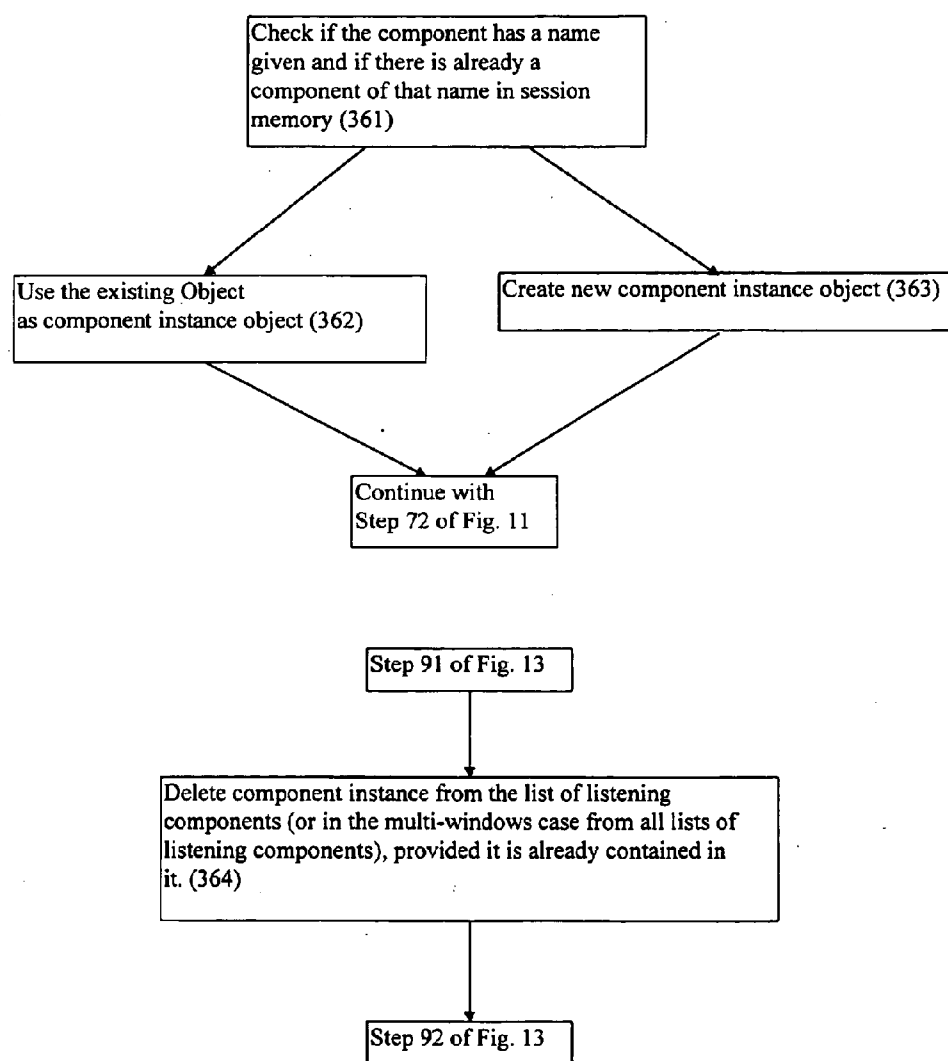 Check if the component has a name
given and if there is already a
component of that name in session
memory (361)
Use the existing Object
as component instance object (362)
Create new component instance object (363)
Continue with
Step 72 of Fig. 11
Step 91 of Fig. 13
Delete component instance from the list of listening
components (or in the multi-windows case from all lists of
listening components), provided it is already contained in
it. (364)
Step 92 of Fig. 13